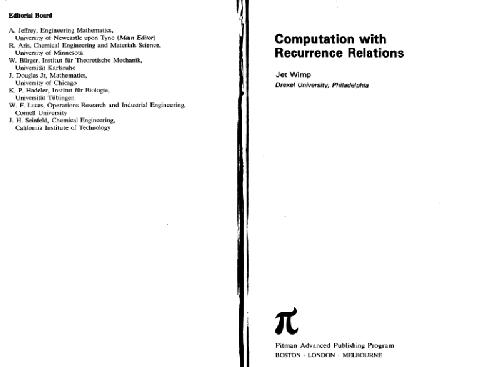 Editorial Board
A. Jeffrey, Engineering Mathematics,
University of Newcastle upon Tyne (Main Editor)
R. Aris, Chemical Engineering and Materials Science,
University of Minnesota
W. Bürger, Institut für Theoretische Mechanik,
Universität Karlsruhe
J. Douglas Jr, Mathematics,
University of Chicago
K. P. Hadeler, Institut für Biologie,
Universität Tübingen
W. F. Lucas, Operations Research and Industrial Engineering,
Cornell University
J. H. Seinfeld, Chemical Engineering,
California Institute of Technology
Computation with
Recurrence Relations
Jet Wimp
Drexel University, Philadelphia
π
Pitman Advanced Publishing Program
BOSTON · LONDON · MELBOURNE